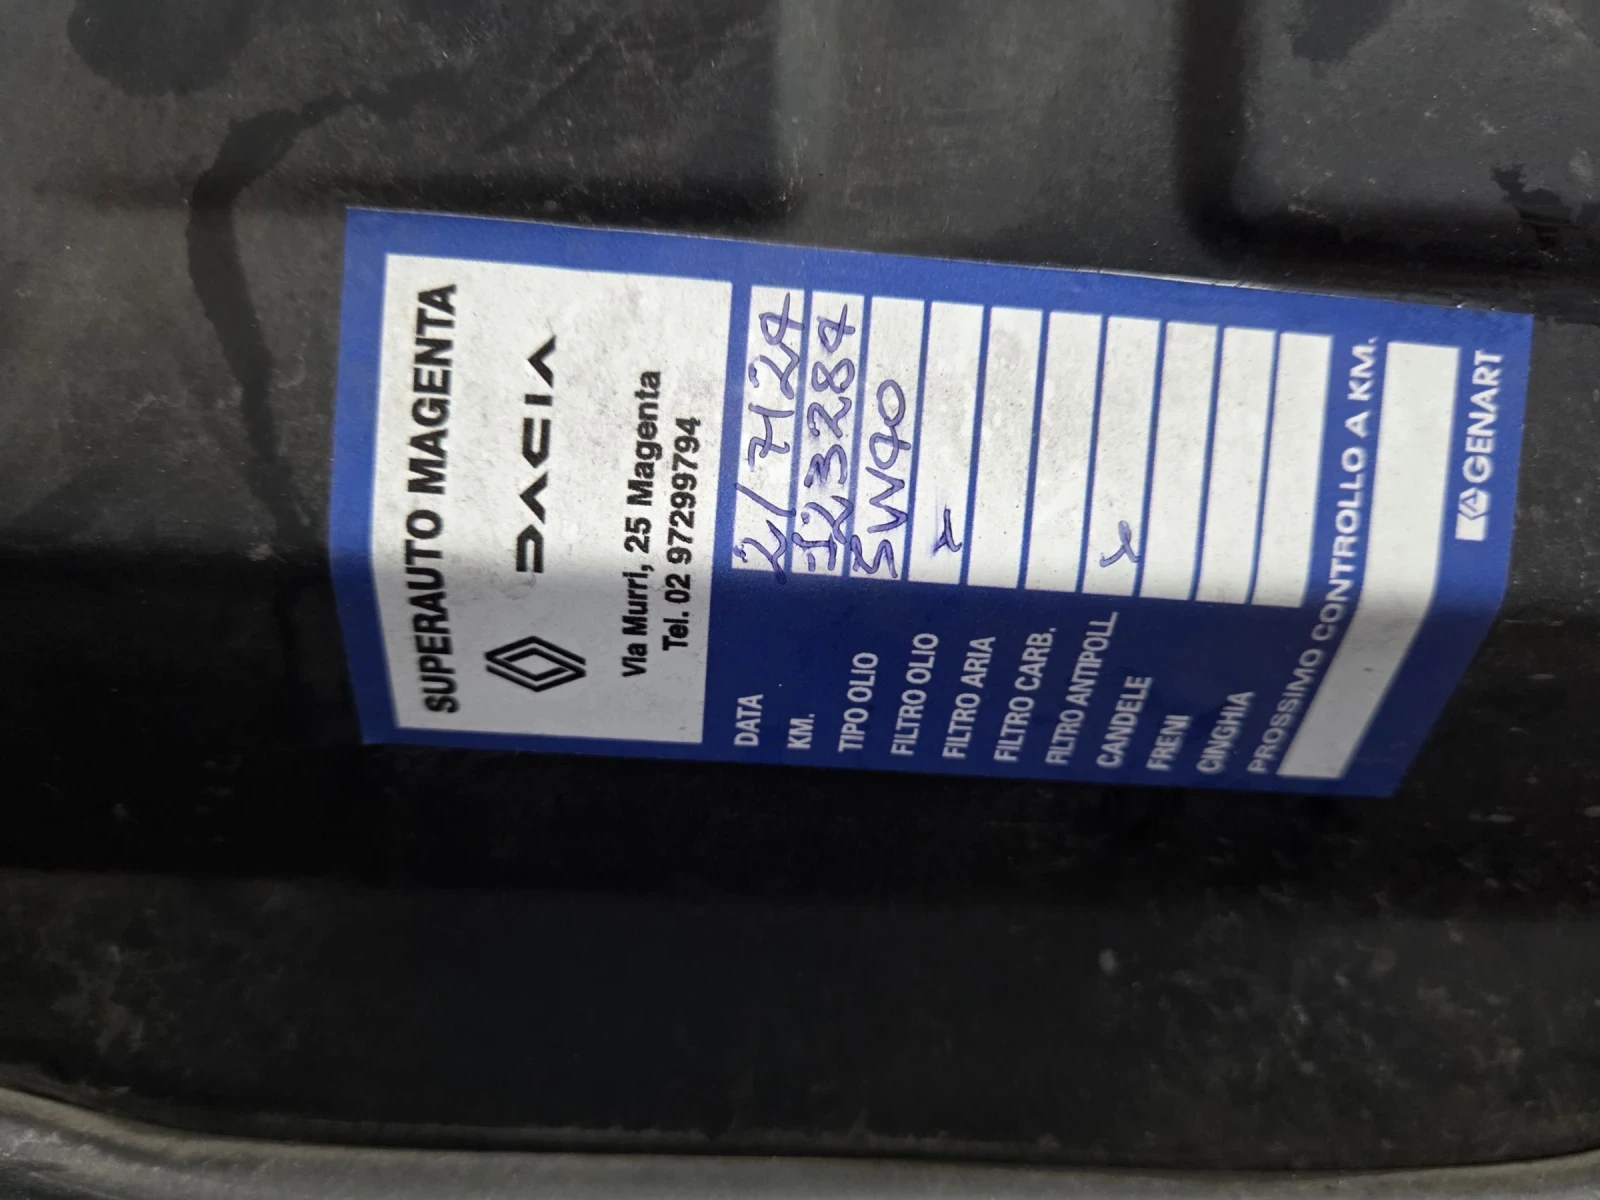 SUPERAUTO MAGENTA
DACIA
Via Murri, 25 Magenta
Tel. 02 97299794
DATA 2/7/24
KM. 123284
TIPO OLIO 5W40
FILTRO OLIO x
FILTRO ARIA
FILTRO CARB.
FILTRO ANTIPOLL. x
CANDELE
FRENI
CINGHIA
PROSSIMO CONTROLLO A KM.
GENART